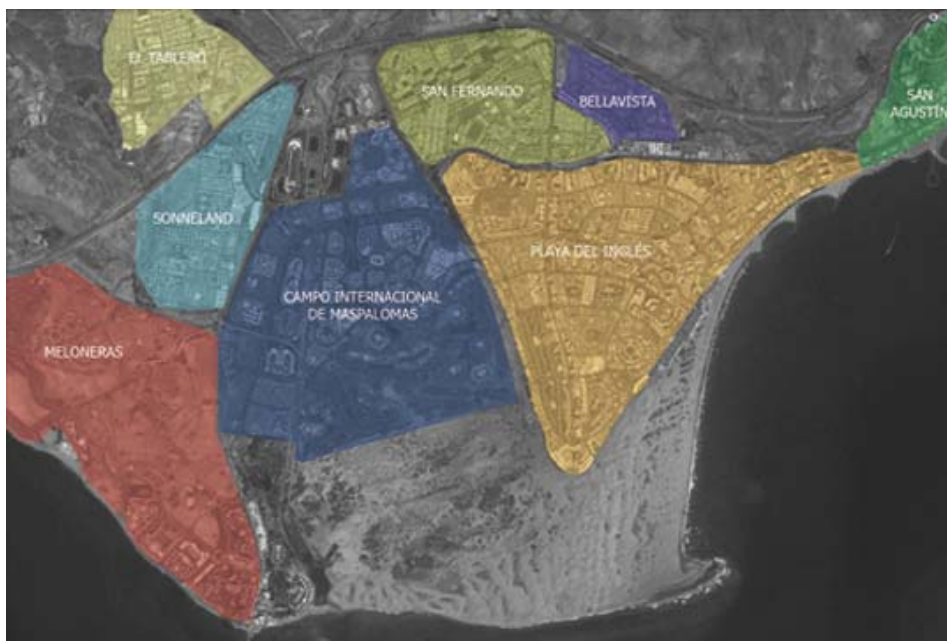 EL TABLERO
SAN FERNANDO
BELLAVISTA
SAN
AGUSTÍN
SONNELAND
PLAYA DEL INGLÉS
CAMPO INTERNACIONAL
DE MASPALOMAS
MELONERAS